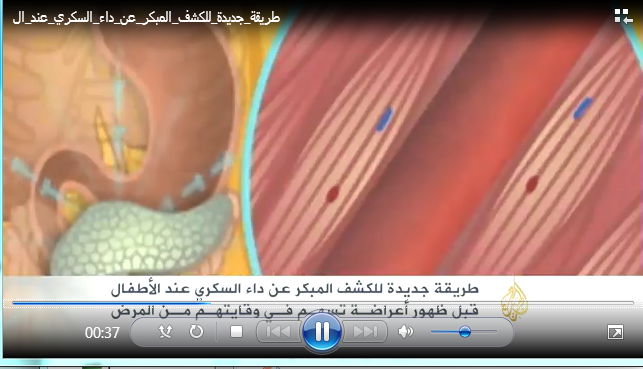 طريقة_جديدة_للكشف_المبكر_عن_داء_السكري_عند_ال
طريقة جديدة للكشف المبكر عن داء السكري عند الأطفال
قبل ظهور أعراضة تسهم في وقايتهم من المرض
00:37